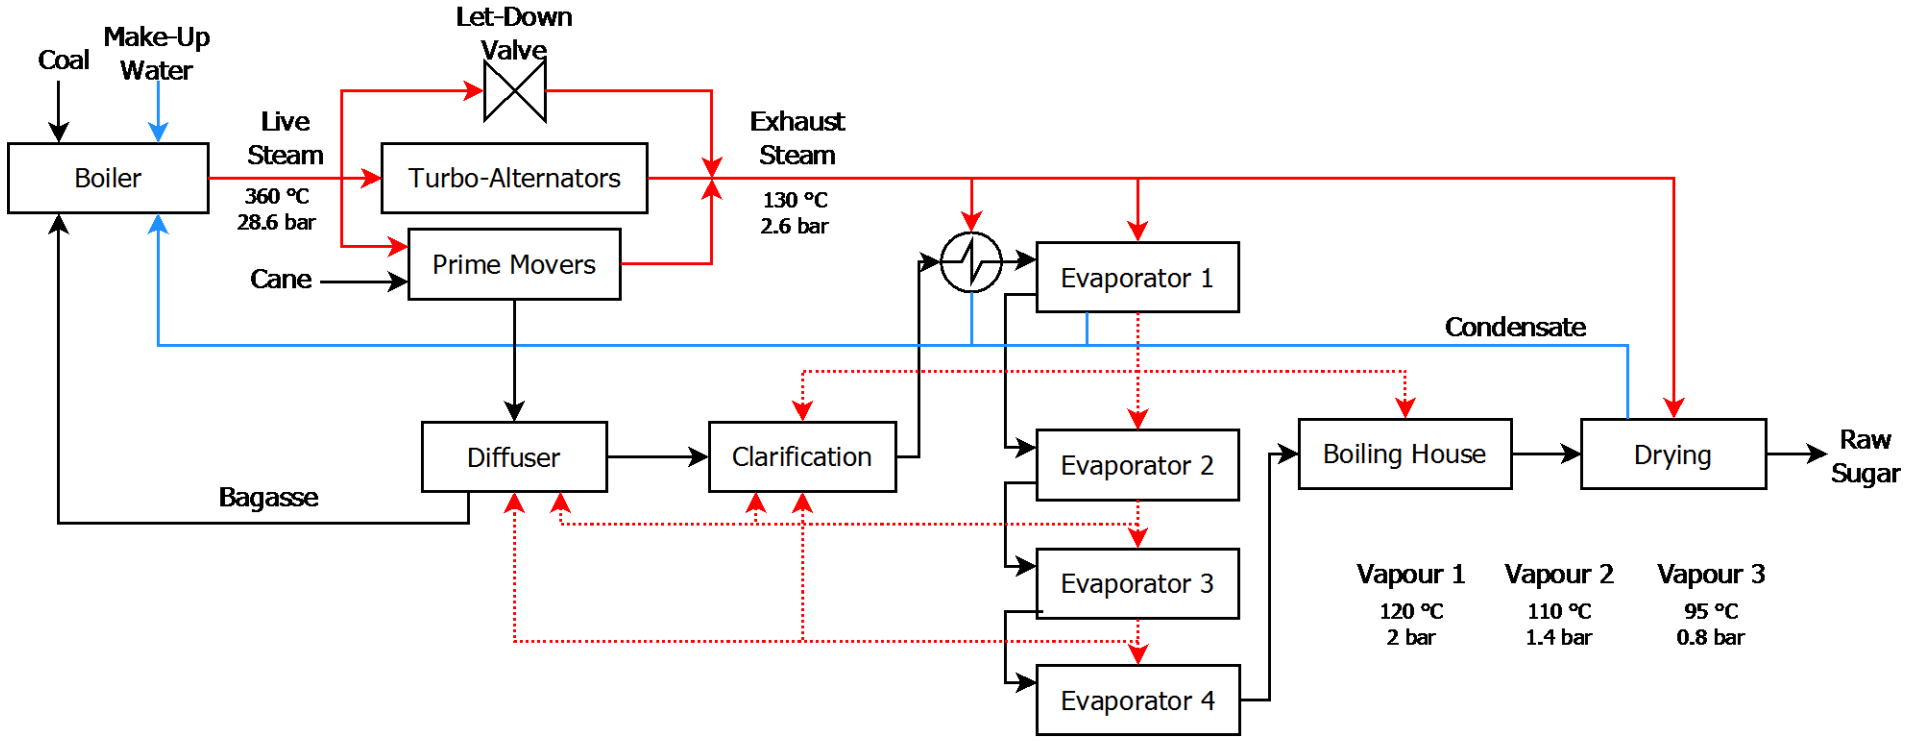 Let-Down
Valve
Make-Up
Water
Coal
Live
Steam
360 °C
28.6 bar
Exhaust
Steam
130 °C
2.6 bar
Boiler
Turbo-Alternators
Prime Movers
Cane
Evaporator 1
Condensate
Diffuser
Clarification
Evaporator 2
Boiling House
Drying
Raw
Sugar
Bagasse
Evaporator 3
Vapour 1
120 °C
2 bar
Vapour 2
110 °C
1.4 bar
Vapour 3
95 °C
0.8 bar
Evaporator 4